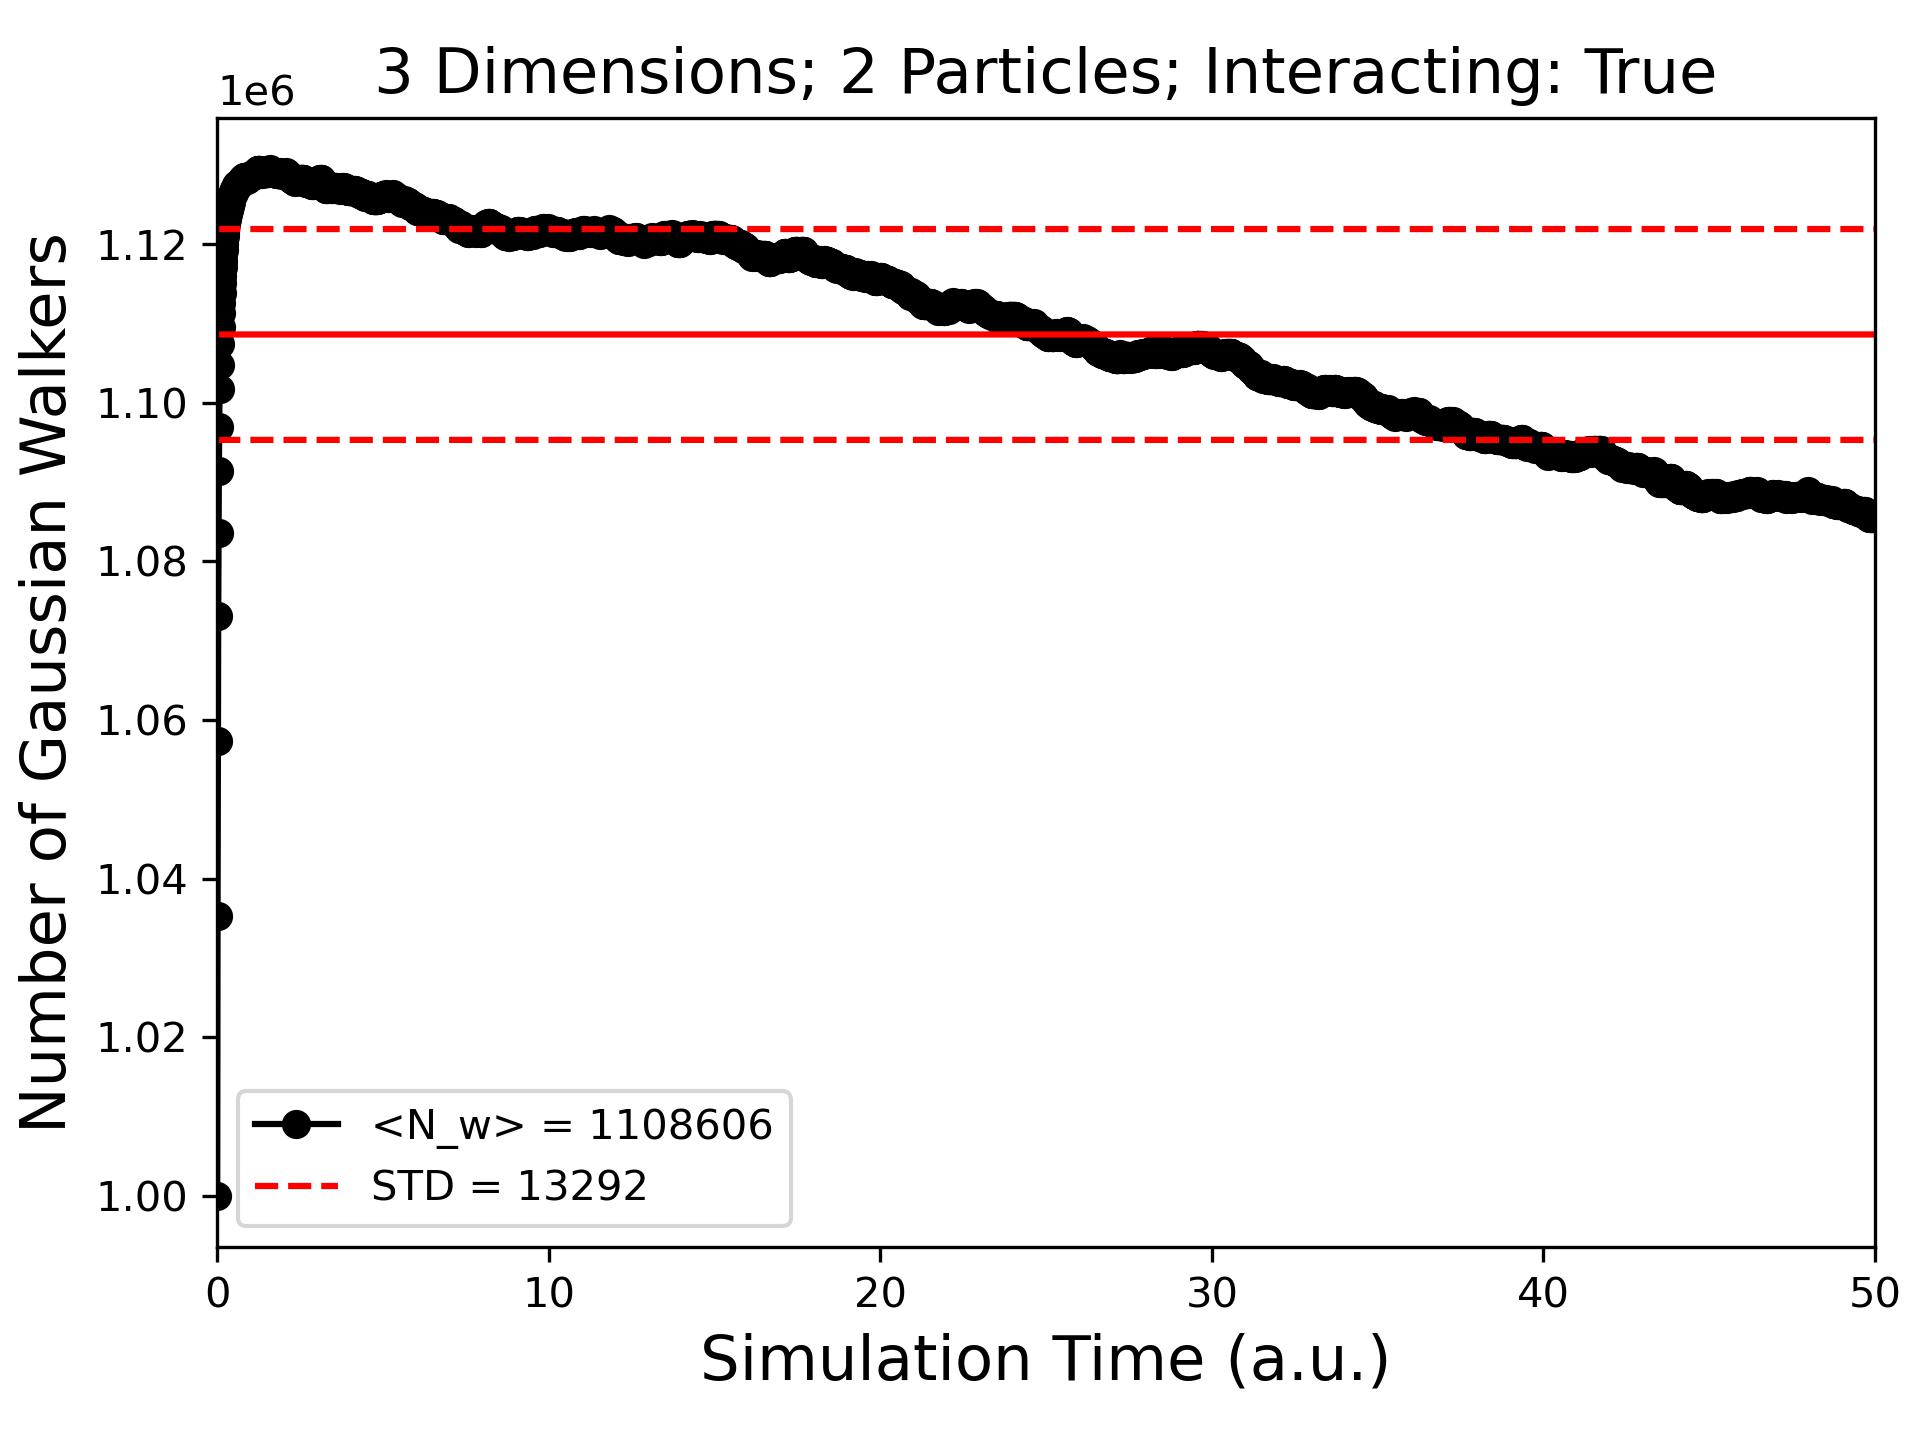 3 Dimensions; 2 Particles; Interacting: True
1e6
Number of Gaussian Walkers
1.12
1.10
1.08
1.06
1.04
1.02
1.00
<N_w> = 1108606
STD = 13292
0 10 20 30 40 50
Simulation Time (a.u.)